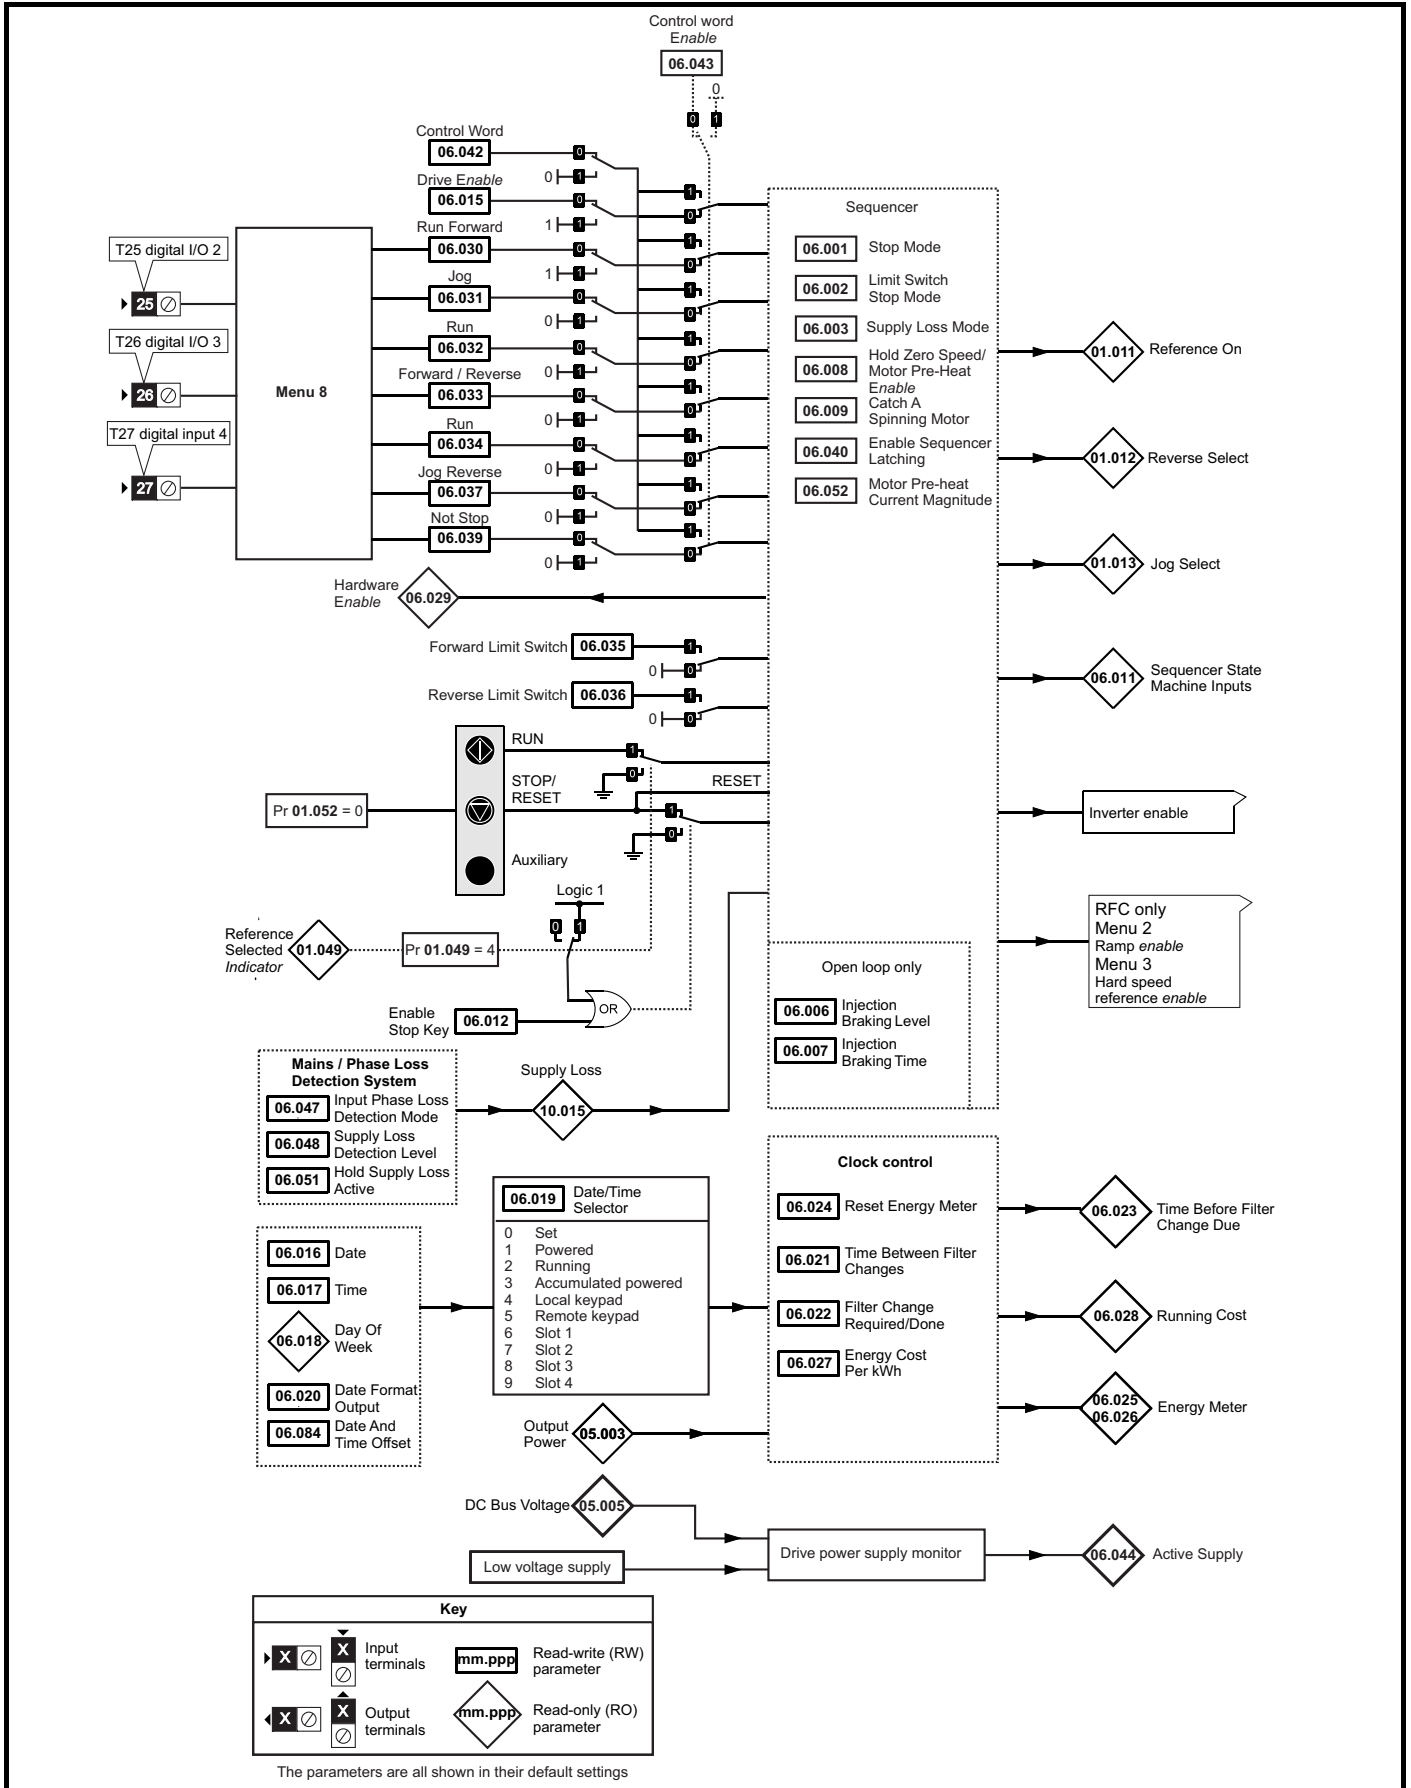 Control word
Enable
06.043
0
0 1
Control Word
06.042
0
0 1
Drive Enable
06.015
0
1 1
Run Forward
06.030
0
1 1
Jog
06.031
0
0 1
Run
06.032
0
0 1
Forward / Reverse
06.033
0
0 1
Run
06.034
0
0 1
Jog Reverse
06.037
0
0 1
Not Stop
06.039
0
0 1
1
0
1
0
1
0
1
0
1
0
1
0
1
0
1
0
T25 digital I/O 2
25
T26 digital I/O 3
26
T27 digital input 4
27
Menu 8
Hardware
Enable
06.029
Forward Limit Switch 06.035 1
0 0
Reverse Limit Switch 06.036 1
0 0
RUN
1
0
STOP/
RESET
RESET
1
0
Auxiliary
Pr 01.052 = 0
Logic 1
0 1
Reference
Selected
Indicator
01.049
Pr 01.049 = 4
OR
Enable
Stop Key
06.012
Sequencer
06.001 Stop Mode
06.002 Limit Switch
Stop Mode
06.003 Supply Loss Mode
06.008 Hold Zero Speed/
Motor Pre-Heat
Enable
06.009 Catch A
Spinning Motor
06.040 Enable Sequencer
Latching
06.052 Motor Pre-heat
Current Magnitude
Open loop only
06.006 Injection
Braking Level
06.007 Injection
Braking Time
01.011 Reference On
01.012 Reverse Select
01.013 Jog Select
06.011 Sequencer State
Machine Inputs
Inverter enable
RFC only
Menu 2
Ramp enable
Menu 3
Hard speed
reference enable
Mains / Phase Loss
Detection System
06.047 Input Phase Loss
Detection Mode
06.048 Supply Loss
Detection Level
06.051 Hold Supply Loss
Active
Supply Loss
10.015
06.016 Date
06.017 Time
06.018 Day Of
Week
06.020 Date Format
Output
06.084 Date And
Time Offset
06.019 Date/Time
Selector
0 Set
1 Powered
2 Running
3 Accumulated powered
4 Local keypad
5 Remote keypad
6 Slot 1
7 Slot 2
8 Slot 3
9 Slot 4
Clock control
06.024 Reset Energy Meter
06.021 Time Between Filter
Changes
06.022 Filter Change
Required/Done
06.027 Energy Cost
Per kWh
06.023 Time Before Filter
Change Due
06.028 Running Cost
06.025
06.026
Energy Meter
Output
Power
05.003
DC Bus Voltage 05.005
Low voltage supply
Drive power supply monitor
06.044 Active Supply
Key
X X Input
terminals
mm.ppp Read-write (RW)
parameter
X X Output
terminals
mm.ppp Read-only (RO)
parameter
The parameters are all shown in their default settings